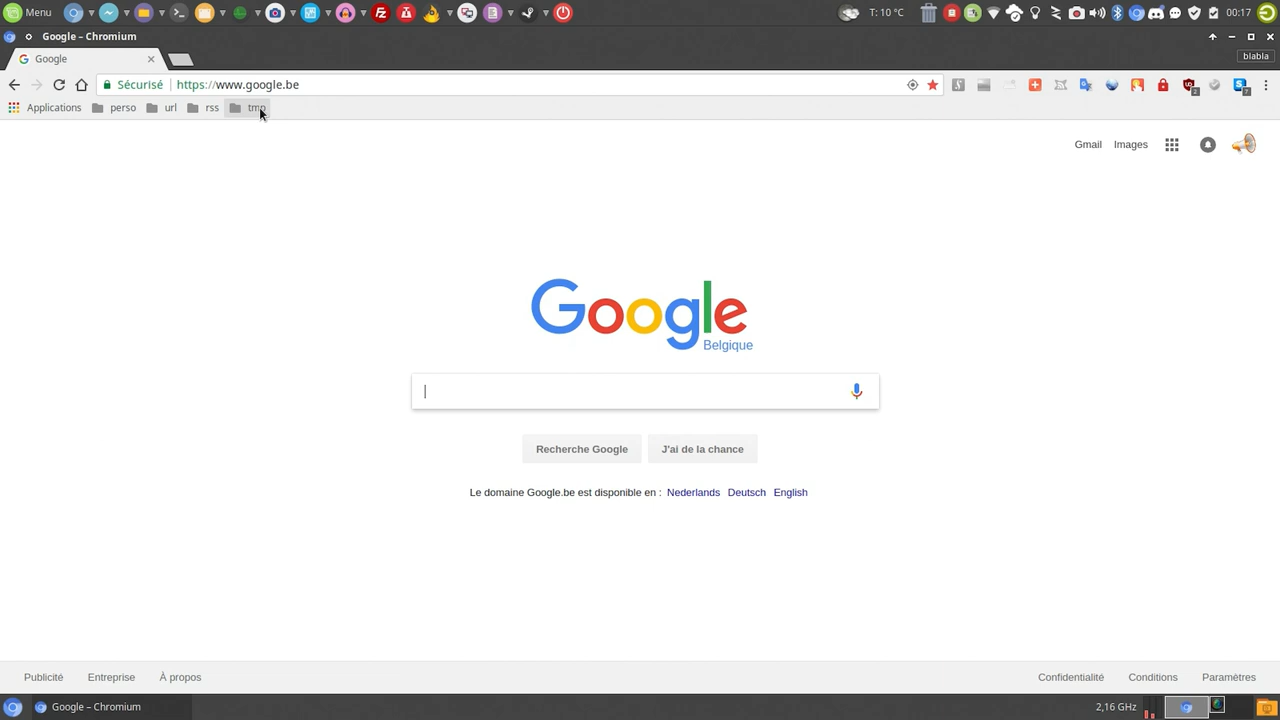 Menu T: 10 °C 00:17
Google – Chromium
Google blabla
Sécurisé https://www.google.be
Applications perso url rss tmp
Gmail Images
Google
Belgique
Recherche Google J'ai de la chance
Le domaine Google.be est disponible en : Nederlands Deutsch English
Publicité Entreprise À propos Confidentialité Conditions Paramètres
Google – Chromium 2,16 GHz